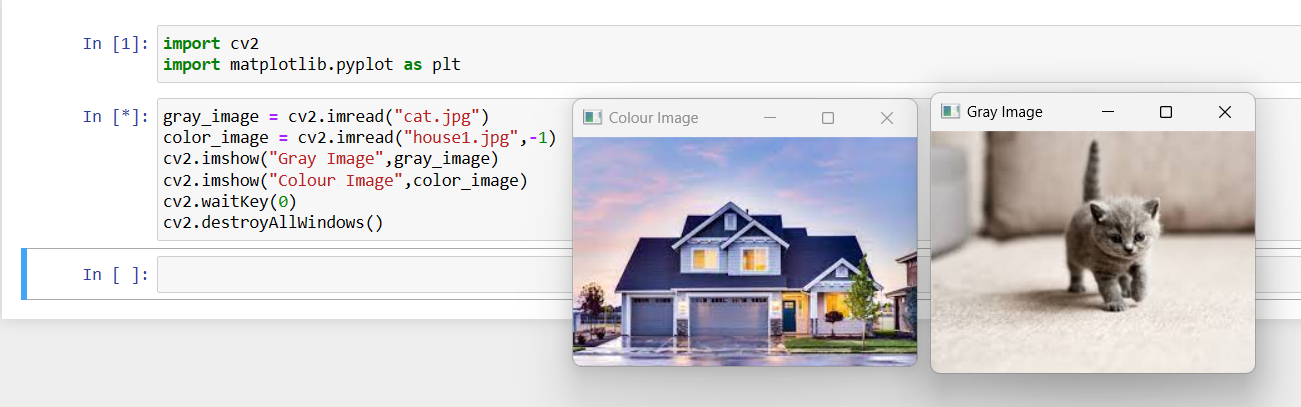 In [1]:
import cv2
import matplotlib.pyplot as plt
In [*]:
gray_image = cv2.imread("cat.jpg")
color_image = cv2.imread("house1.jpg",-1)
cv2.imshow("Gray Image",gray_image)
cv2.imshow("Colour Image",color_image)
cv2.waitKey(0)
cv2.destroyAllWindows()
In [ ]:
Colour Image
Gray Image